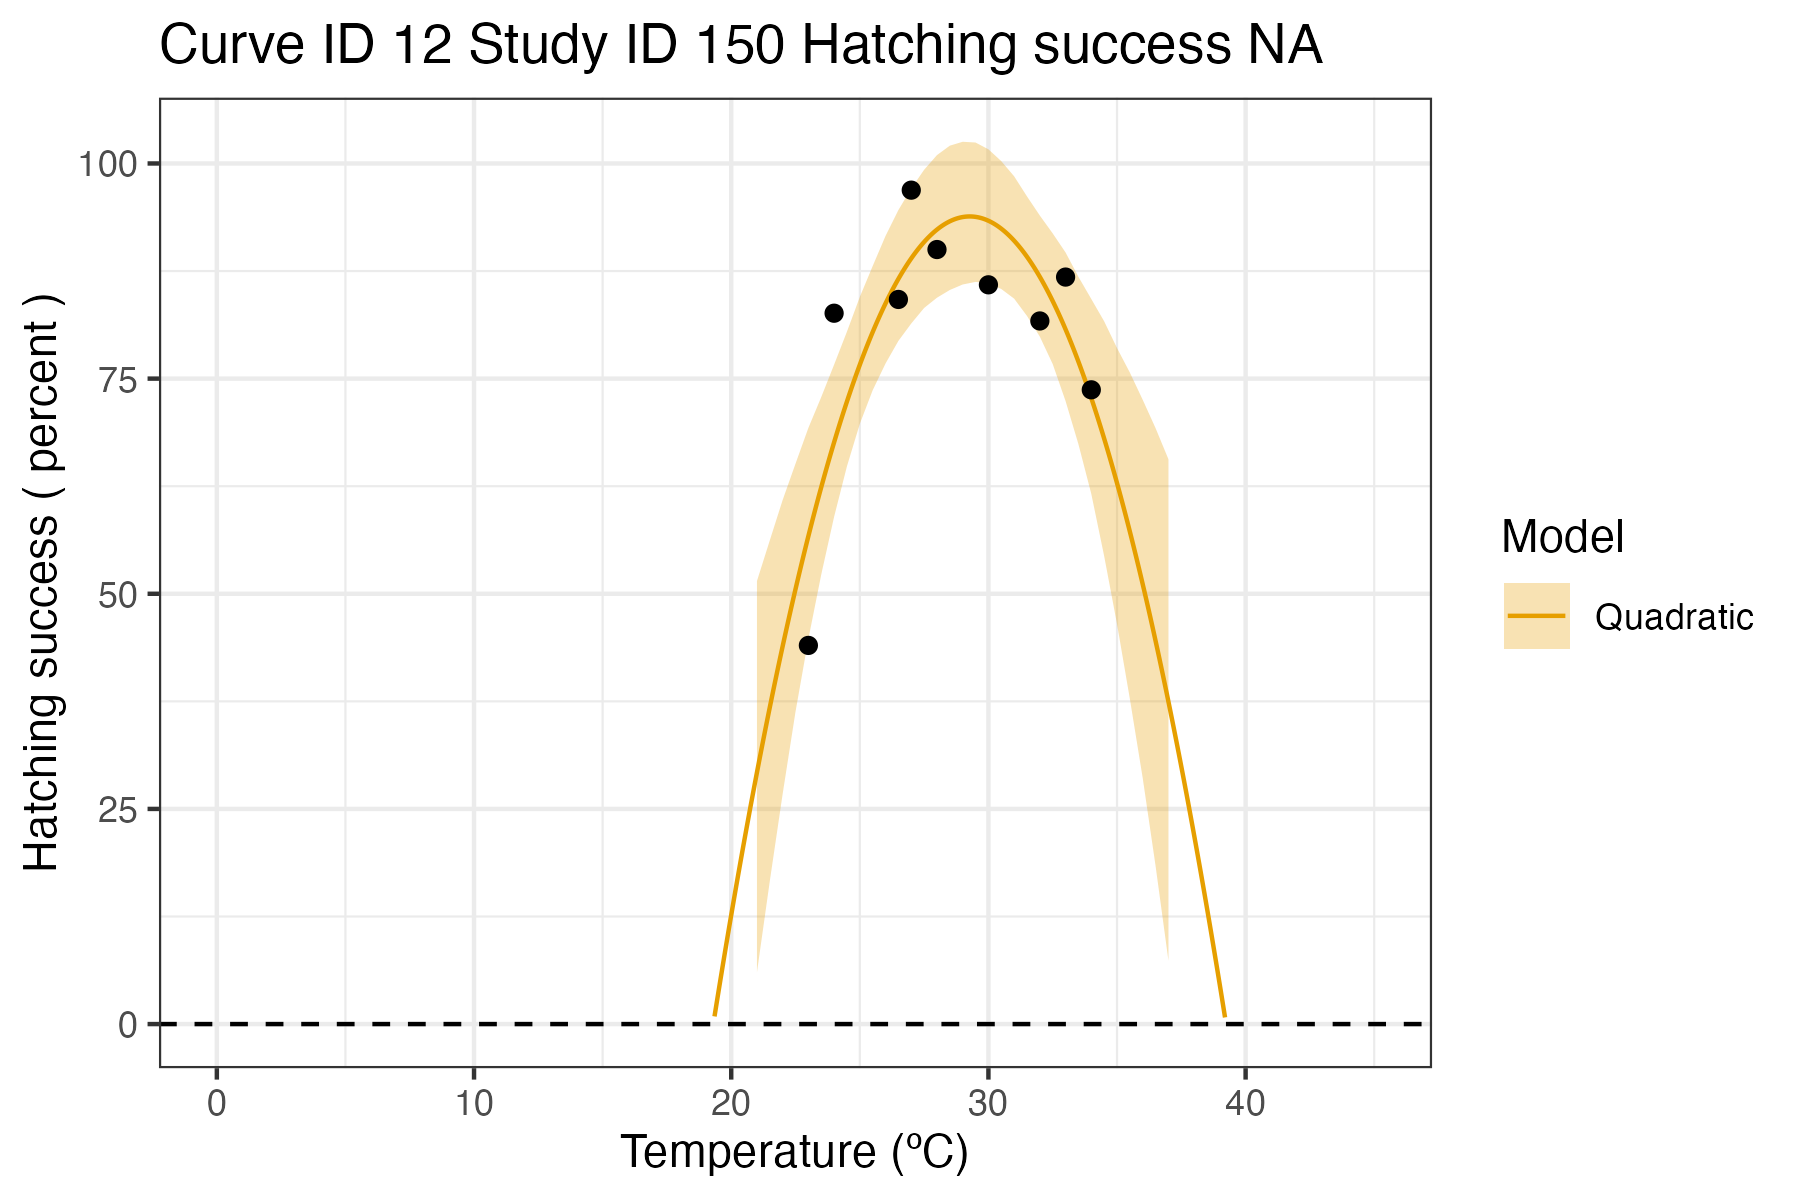 Curve ID 12 Study ID 150 Hatching success NA
Hatching success ( percent )
100
75
50
25
0
0
10
20
30
40
Temperature (ºC)
Model
Quadratic